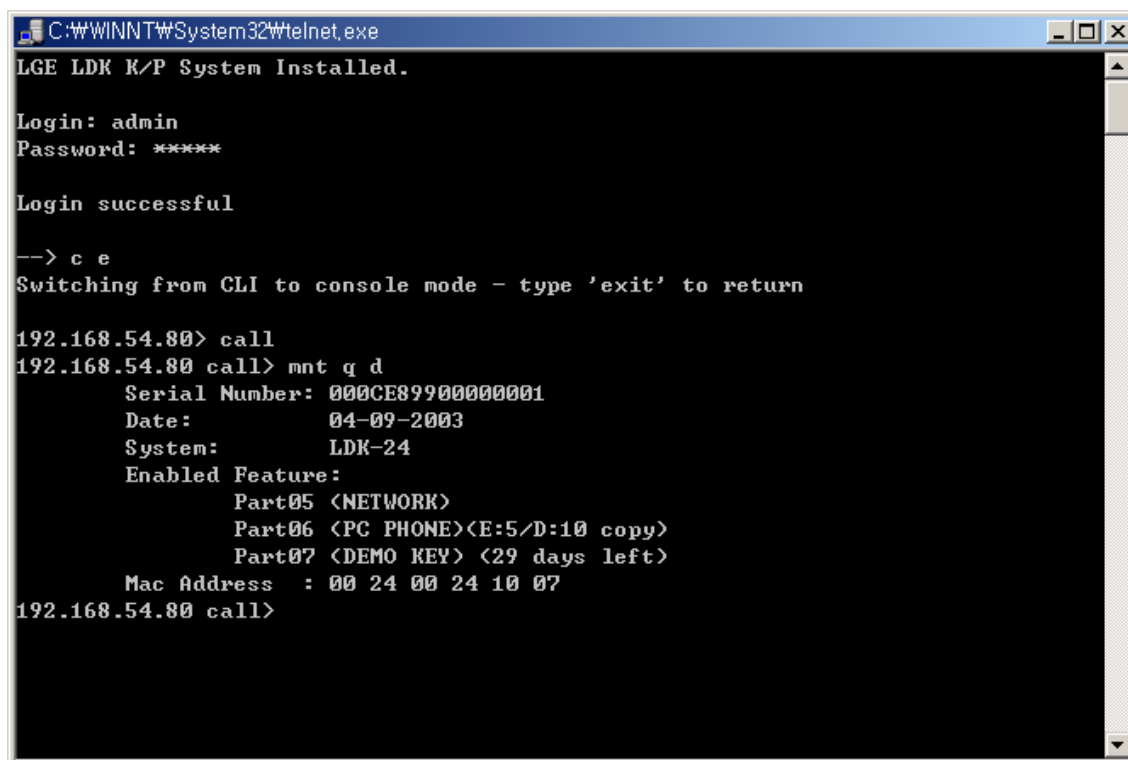 C:₩WINNT₩System32₩telnet.exe
LGE LDK K/P System Installed.
Login: admin
Password: *****
Login successful
--> c e
Switching from CLI to console mode - type 'exit' to return
192.168.54.80> call
192.168.54.80 call> mnt q d
Serial Number: 000CE89900000001
Date: 04-09-2003
System: LDK-24
Enabled Feature:
Part05 (NETWORK)
Part06 (PC PHONE)(E:5/D:10 copy)
Part07 (DEMO KEY) (29 days left)
Mac Address : 00 24 00 24 10 07
192.168.54.80 call>